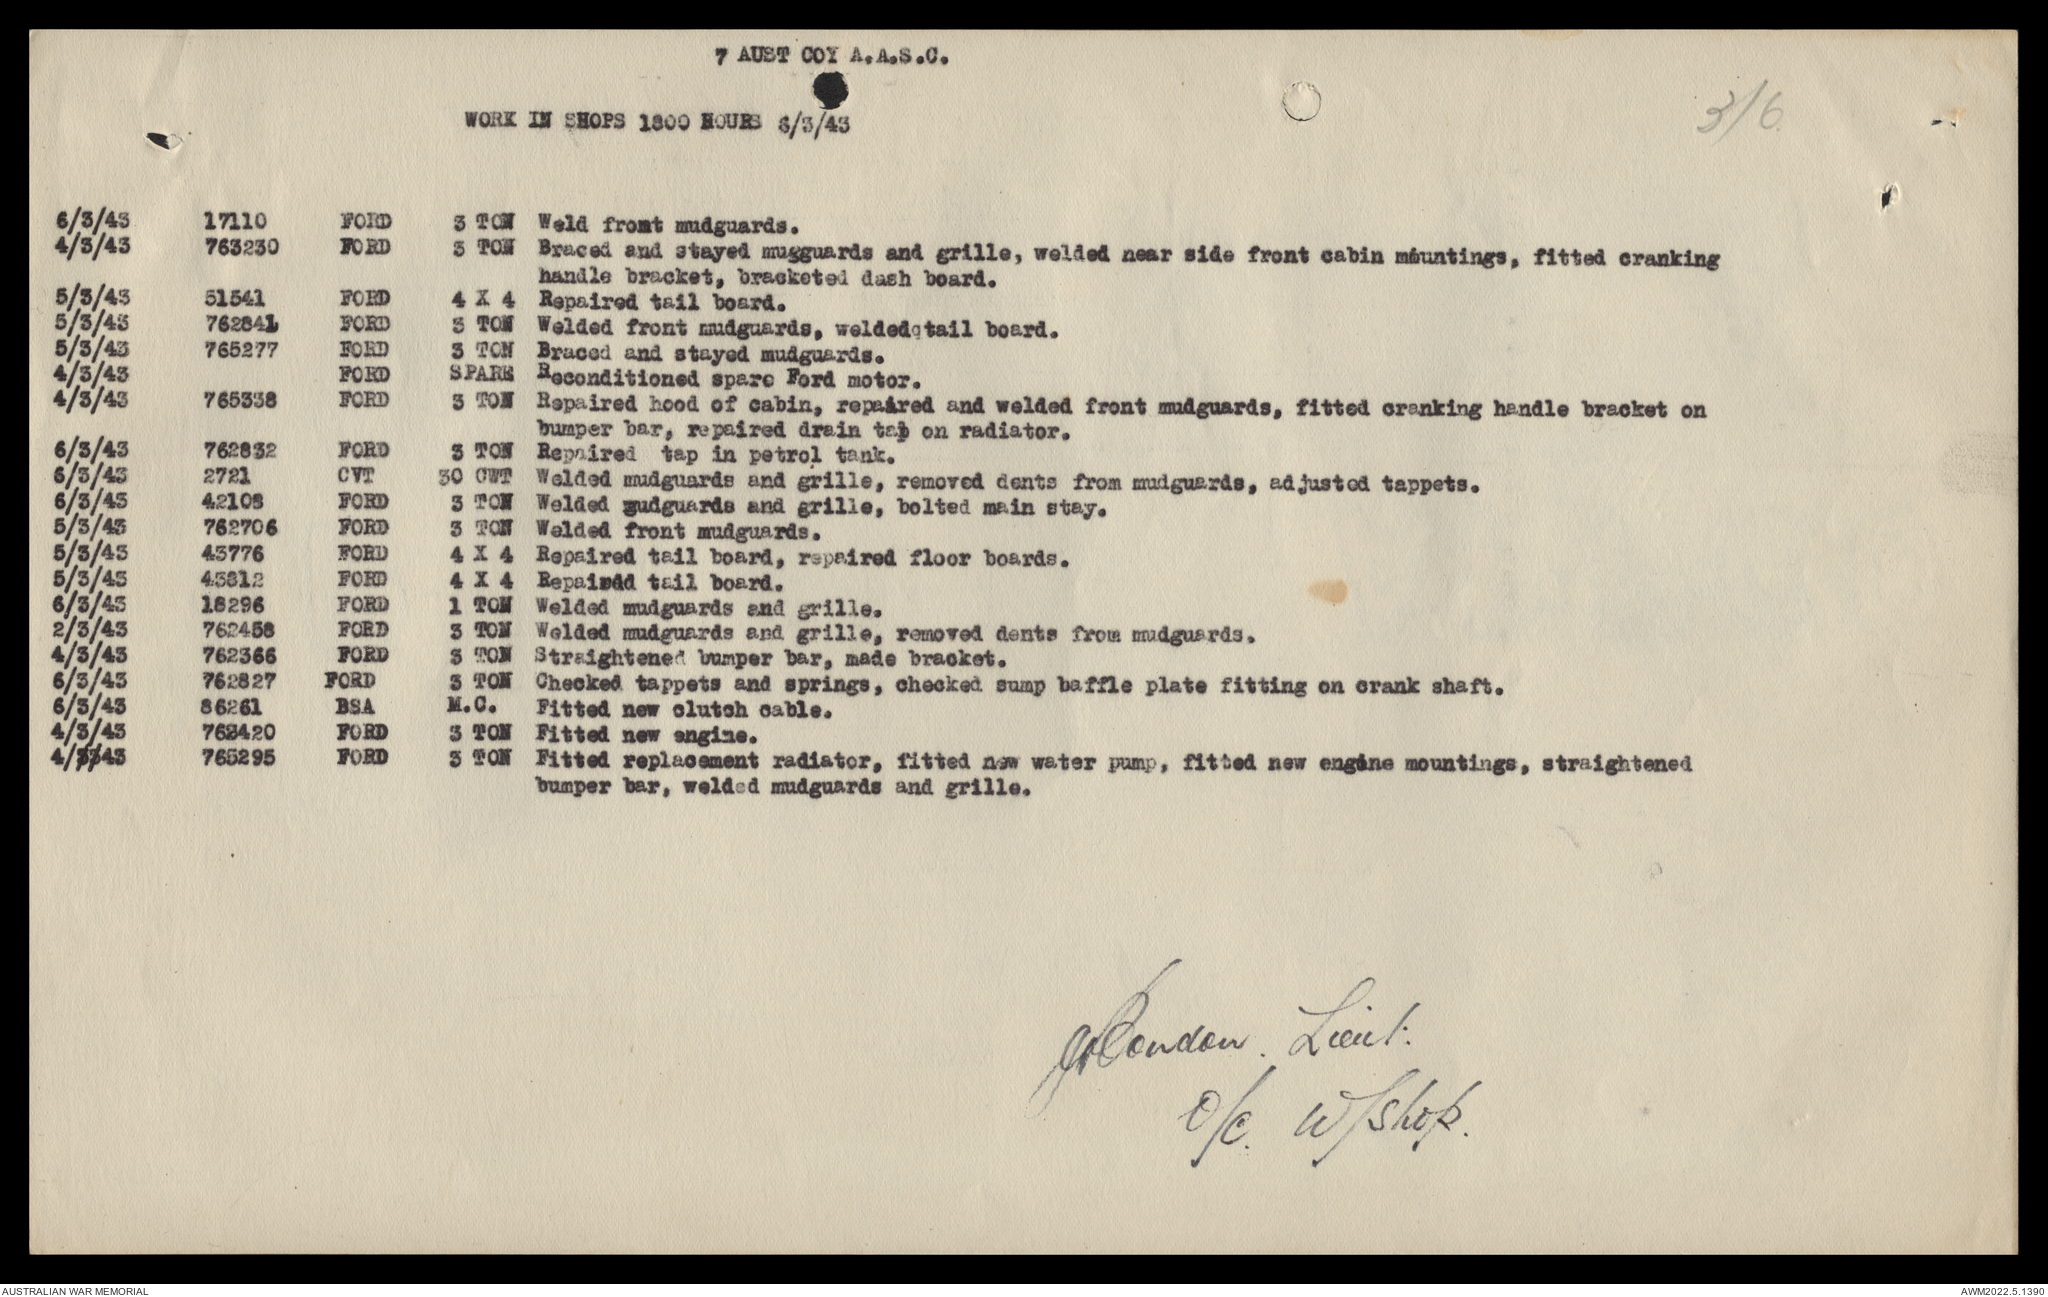 7 AUST COY A.A.S.C.
3/6.
WORK IN SHOPS 1800 HOURS 6/3/43
6/3/43 17110 FORD 3 TON Weld front mudguards.
4/3/43 763230 FORD 3 TON Braced and stayed mugguards and grille, welded near side front cabin mountings, fitted cranking
handle bracket, bracketed dash board.
5/3/43 51541 FORD 4 X 4 Repaired tail board.
5/3/43 762841 FORD 3 TON Welded front mudguards, welded tail board.
5/3/43 765277 FORD 3 TON Braced and stayed mudguards.
4/3/43 FORD SPARE Reconditioned spare Ford motor.
4/3/43 765338 FORD 3 TON Repaired hood of cabin, repaired and welded front mudguards, fitted cranking handle bracket on
bumper bar, repaired drain tap on radiator.
6/3/43 762832 FORD 3 TON Repaired tap in petrol tank.
6/3/43 2721 CVT 30 CWT Welded mudguards and grille, removed dents from mudguards, adjusted tappets.
6/3/43 42108 FORD 3 TON Welded mudguards and grille, bolted main stay.
5/3/43 762706 FORD 3 TON Welded front mudguards.
5/3/43 43776 FORD 4 X 4 Repaired tail board, repaired floor boards.
5/3/43 43812 FORD 4 X 4 Repairdd tail board.
6/3/43 18296 FORD 1 TON Welded mudguards and grille.
2/3/43 762458 FORD 3 TON Welded mudguards and grille, removed dents from mudguards.
4/3/43 762366 FORD 3 TON Straightened bumper bar, made bracket.
6/3/43 762827 FORD 3 TON Checked tappets and springs, checked sump baffle plate fitting on crank shaft.
6/3/43 86261 BSA M.C. Fitted new clutch cable.
4/3/43 FORD 3 TON Fitted new engine.
4/3/43 765295 FORD 3 TON Fitted replacement radiator, fitted new water pump, fitted new engine mountings, straightened
bumper bar, welded mudguards and grille.
Condon. Lieut.
O/C. W/Shop.
AUSTRALIAN WAR MEMORIAL AWM2022.5.1390